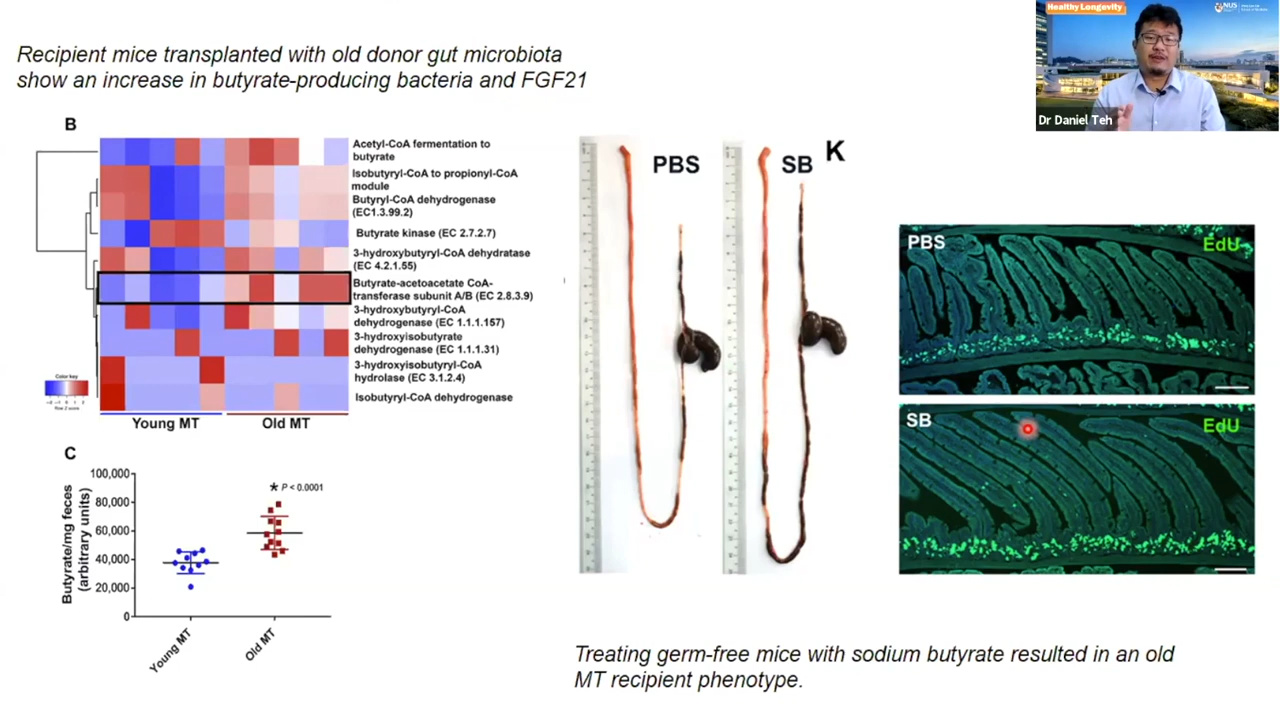 Healthy Longevity
NUS
Dr Daniel Teh
Recipient mice transplanted with old donor gut microbiota
show an increase in butyrate-producing bacteria and FGF21
B
Acetyl-CoA fermentation to
butyrate
Isobutyryl-CoA to propionyl-CoA
module
Butyryl-CoA dehydrogenase
(EC1.3.99.2)
Butyrate kinase (EC 2.7.2.7)
3-hydroxybutyryl-CoA dehydratase
(EC 4.2.1.55)
Butyrate-acetoacetate CoA-
transferase subunit A/B (EC 2.8.3.9)
3-hydroxybutyryl-CoA
dehydrogenase (EC 1.1.1.157)
3-hydroxyisobutyrate
dehydrogenase (EC 1.1.1.31)
3-hydroxyisobutyryl-CoA
hydrolase (EC 3.1.2.4)
Isobutyryl-CoA dehydrogenase
Color key
Row Z score
Young MT
Old MT
C
Butyrate/mg feces
(arbitrary units)
100,000
80,000
60,000
40,000
20,000
0
* P < 0.0001
Young MT
Old MT
PBS
SB
K
PBS
EdU
SB
EdU
Treating germ-free mice with sodium butyrate resulted in an old
MT recipient phenotype.